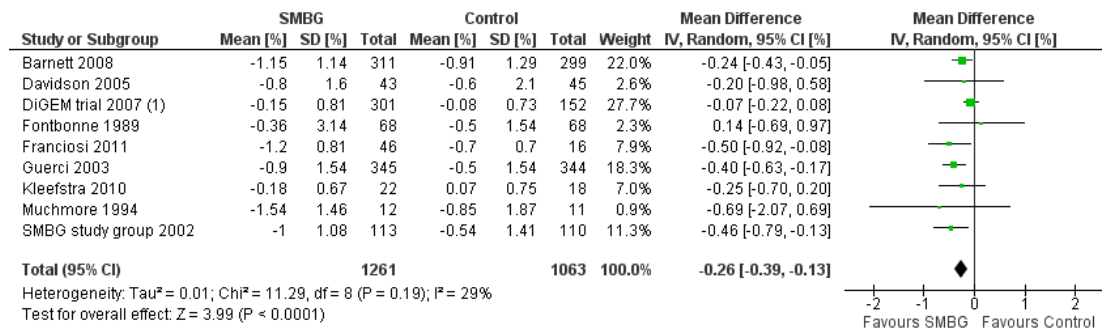 SMBG Control Mean Difference Mean Difference
Study or Subgroup Mean [%] SD [%] Total Mean [%] SD [%] Total Weight IV, Random, 95% CI [%] IV, Random, 95% CI [%]
Barnett 2008 -1.15 1.14 311 -0.91 1.29 299 22.0% -0.24 [-0.43, -0.05]
Davidson 2005 -0.8 1.6 43 -0.6 2.1 45 2.6% -0.20 [-0.98, 0.58]
DiGEM trial 2007 (1) -0.15 0.81 301 -0.08 0.73 152 27.7% -0.07 [-0.22, 0.08]
Fontbonne 1989 -0.36 3.14 68 -0.5 1.54 68 2.3% 0.14 [-0.69, 0.97]
Franciosi 2011 -1.2 0.81 46 -0.7 0.7 16 7.9% -0.50 [-0.92, -0.08]
Guerci 2003 -0.9 1.54 345 -0.5 1.54 344 18.3% -0.40 [-0.63, -0.17]
Kleefstra 2010 -0.18 0.67 22 0.07 0.75 18 7.0% -0.25 [-0.70, 0.20]
Muchmore 1994 -1.54 1.46 12 -0.85 1.87 11 0.9% -0.69 [-2.07, 0.69]
SMBG study group 2002 -1 1.08 113 -0.54 1.41 110 11.3% -0.46 [-0.79, -0.13]
Total (95% CI) 1261 1063 100.0% -0.26 [-0.39, -0.13]
Heterogeneity: Tau² = 0.01; Chi² = 11.29, df = 8 (P = 0.19); I² = 29%
Test for overall effect: Z = 3.99 (P < 0.0001)
-2 -1 0 1 2
Favours SMBG Favours Control